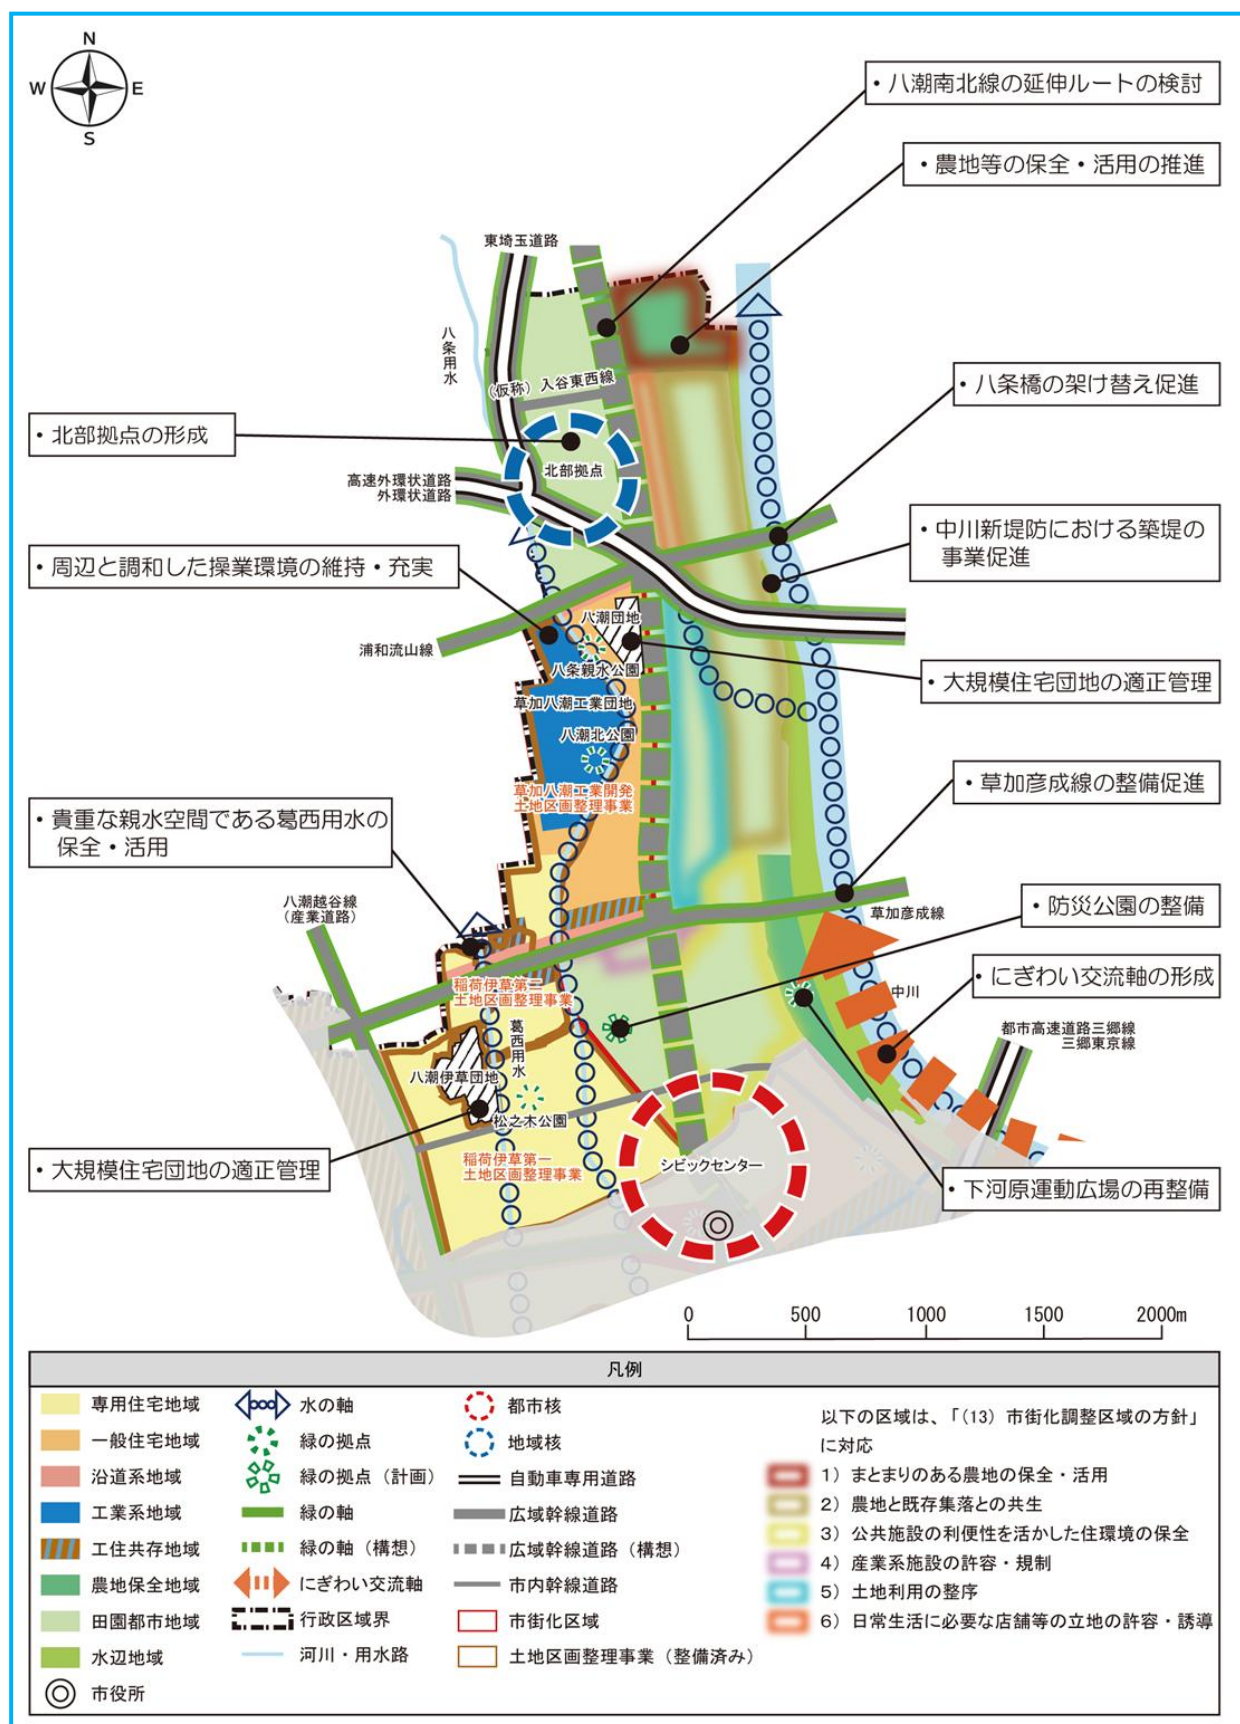 N
W
E
S
・八潮南北線の延伸ルートの検討
・農地等の保全・活用の推進
東埼玉道路
八条用水
(仮称) 入谷東西線
・八条橋の架け替え促進
・北部拠点の形成
北部拠点
高速外環状道路
外環状道路
・中川新堤防における築堤の
事業促進
・周辺と調和した操業環境の維持・充実
八潮団地
浦和流山線
八条親水公園
・大規模住宅団地の適正管理
草加八潮工業団地
八潮北公園
草加八潮工業開発
土地区画整理事業
・草加彦成線の整備促進
・貴重な親水空間である葛西用水の
保全・活用
八潮越谷線
(産業道路)
草加彦成線
・防災公園の整備
・にぎわい交流軸の形成
稲荷伊草第二
土地区画整理事業
中川
葛西用水
都市高速道路三郷線
三郷東京線
八潮伊草団地
松之木公園
・大規模住宅団地の適正管理
稲荷伊草第一
土地区画整理事業
シビックセンター
・下河原運動広場の再整備
0 500 1000 1500 2000m
凡例
専用住宅地域
一般住宅地域
沿道系地域
工業系地域
工住共存地域
農地保全地域
田園都市地域
水辺地域
市役所
水の軸
緑の拠点
緑の拠点(計画)
緑の軸
緑の軸(構想)
にぎわい交流軸
行政区域界
河川・用水路
都市核
地域核
自動車専用道路
広域幹線道路
広域幹線道路(構想)
市内幹線道路
市街化区域
土地区画整理事業(整備済み)
以下の区域は、「(13) 市街化調整区域の方針」
に対応
1) まとまりのある農地の保全・活用
2) 農地と既存集落との共生
3) 公共施設の利便性を活かした住環境の保全
4) 産業系施設の許容・規制
5) 土地利用の整序
6) 日常生活に必要な店舗等の立地の許容・誘導